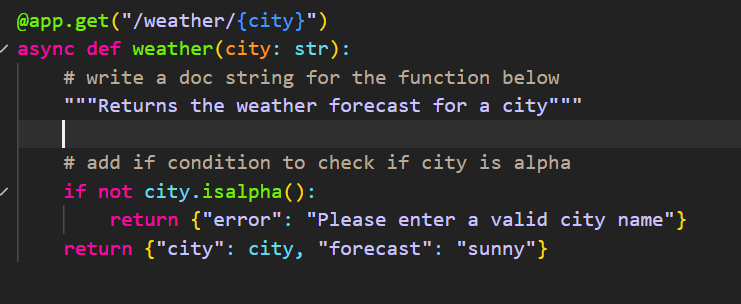 @app.get("/weather/{city}")
async def weather(city: str):
    # write a doc string for the function below
    """Returns the weather forecast for a city"""
    # add if condition to check if city is alpha
    if not city.isalpha():
        return {"error": "Please enter a valid city name"}
    return {"city": city, "forecast": "sunny"}